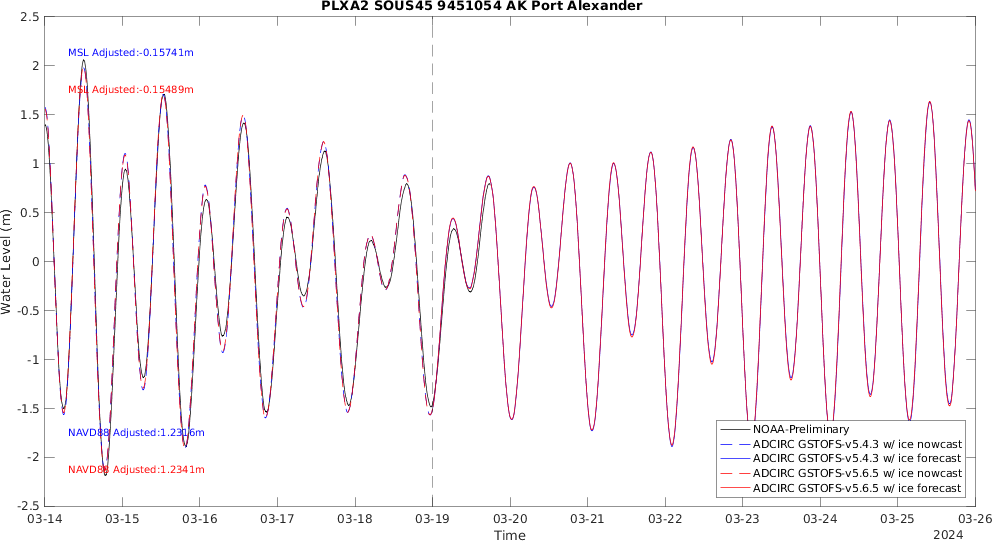 PLXA2 SOUS45 9451054 AK Port Alexander
2.5
2
1.5
1
0.5
0
-0.5
-1
-1.5
-2
-2.5
Water Level (m)
MSL Adjusted:-0.15741m
MSL Adjusted:-0.15489m
NAVD88 Adjusted:1.2316m
NAVD88 Adjusted:1.2341m
NOAA-Preliminary
ADCIRC GSTOFS-v5.4.3 w/ ice nowcast
ADCIRC GSTOFS-v5.4.3 w/ ice forecast
ADCIRC GSTOFS-v5.6.5 w/ ice nowcast
ADCIRC GSTOFS-v5.6.5 w/ ice forecast
03-14 03-15 03-16 03-17 03-18 03-19 03-20 03-21 03-22 03-23 03-24 03-25 03-26
Time
2024